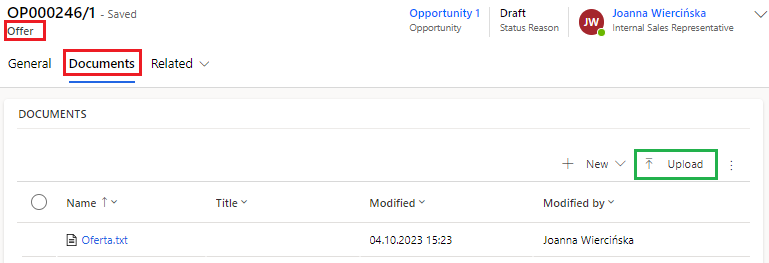 OP000246/1 - Saved
Offer
Opportunity 1
Opportunity
Draft
Status Reason
JW
Joanna Wiercińska
Internal Sales Representative
General Documents Related
DOCUMENTS
New Upload
Name Title Modified Modified by
Oferta.txt 04.10.2023 15:23 Joanna Wiercińska